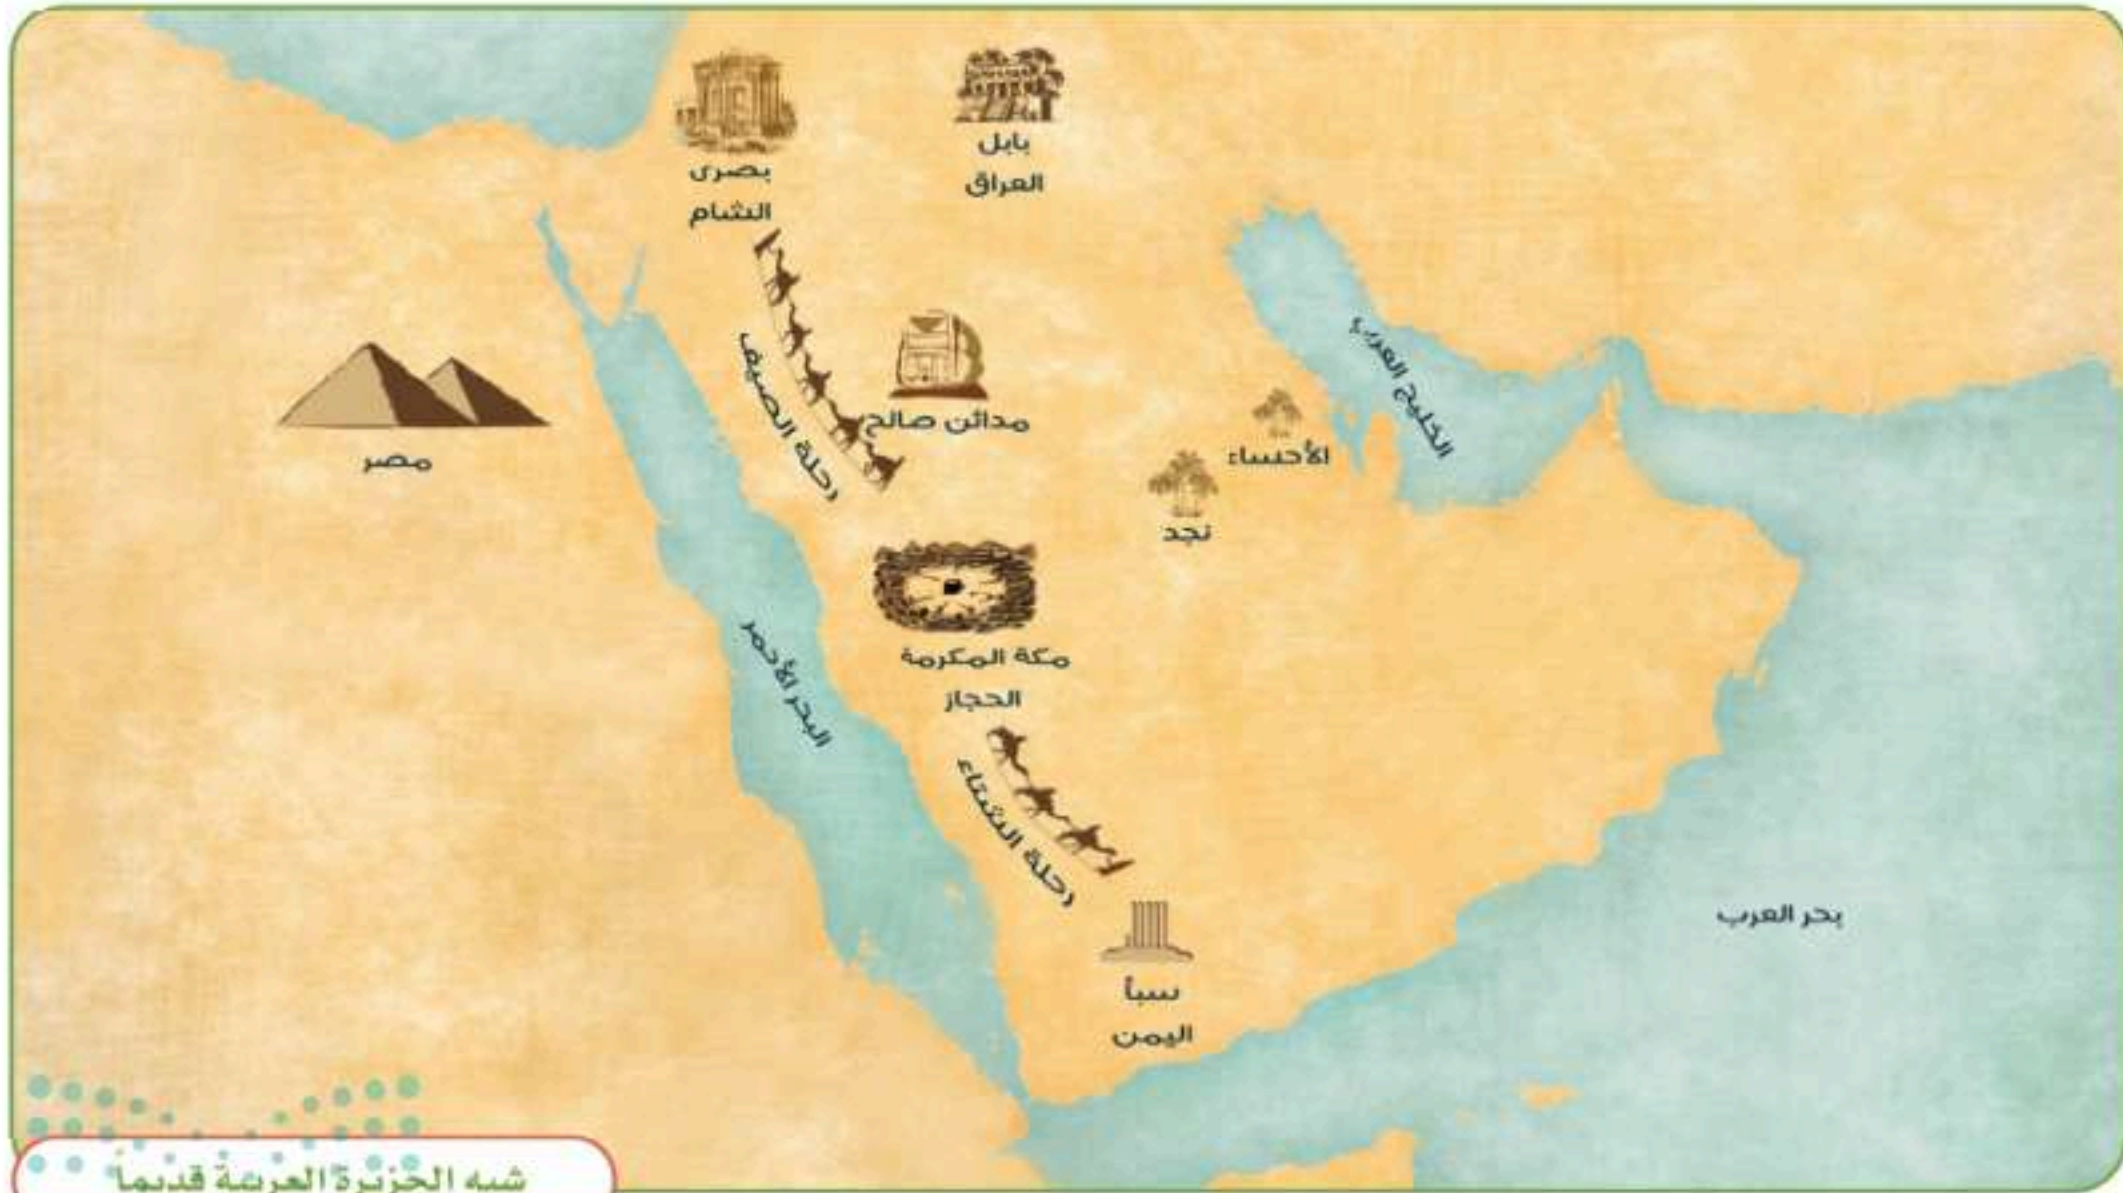 بصرى
الشام
بابل
العراق
رحلة الصيف
مدائن صالح
مصر
الخليج العربي
الأحساء
نجد
مكة المكرمة
الحجاز
البحر الأحمر
رحلة الشتاء
سبأ
اليمن
بحر العرب
شبه الجزيرة العربية قديماً